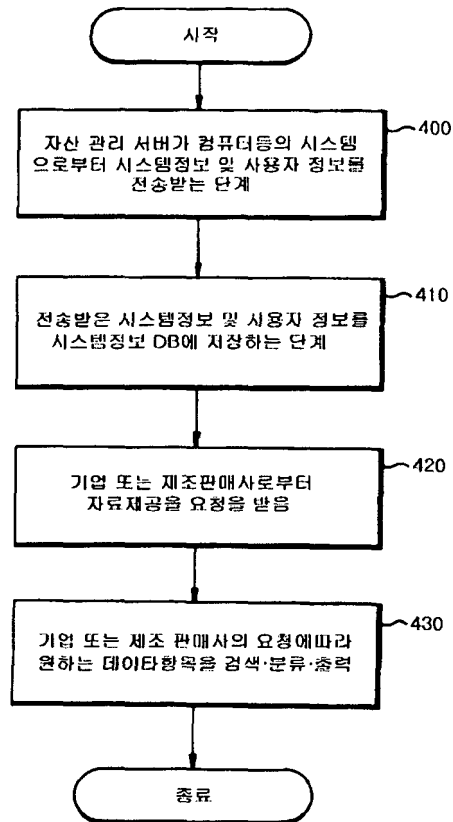 시작
400
자산 관리 서버가 컴퓨터등의 시스템
으로부터 시스템정보 및 사용자 정보를
전송받는 단계
410
전송받은 시스템정보 및 사용자 정보를
시스템정보 DB에 저장하는 단계
420
기업 또는 제조판매사로부터
자료제공을 요청을 받음
430
기업 또는 제조 판매사의 요청에따라
원하는 데이타항목을 검색·분류·출력
종료